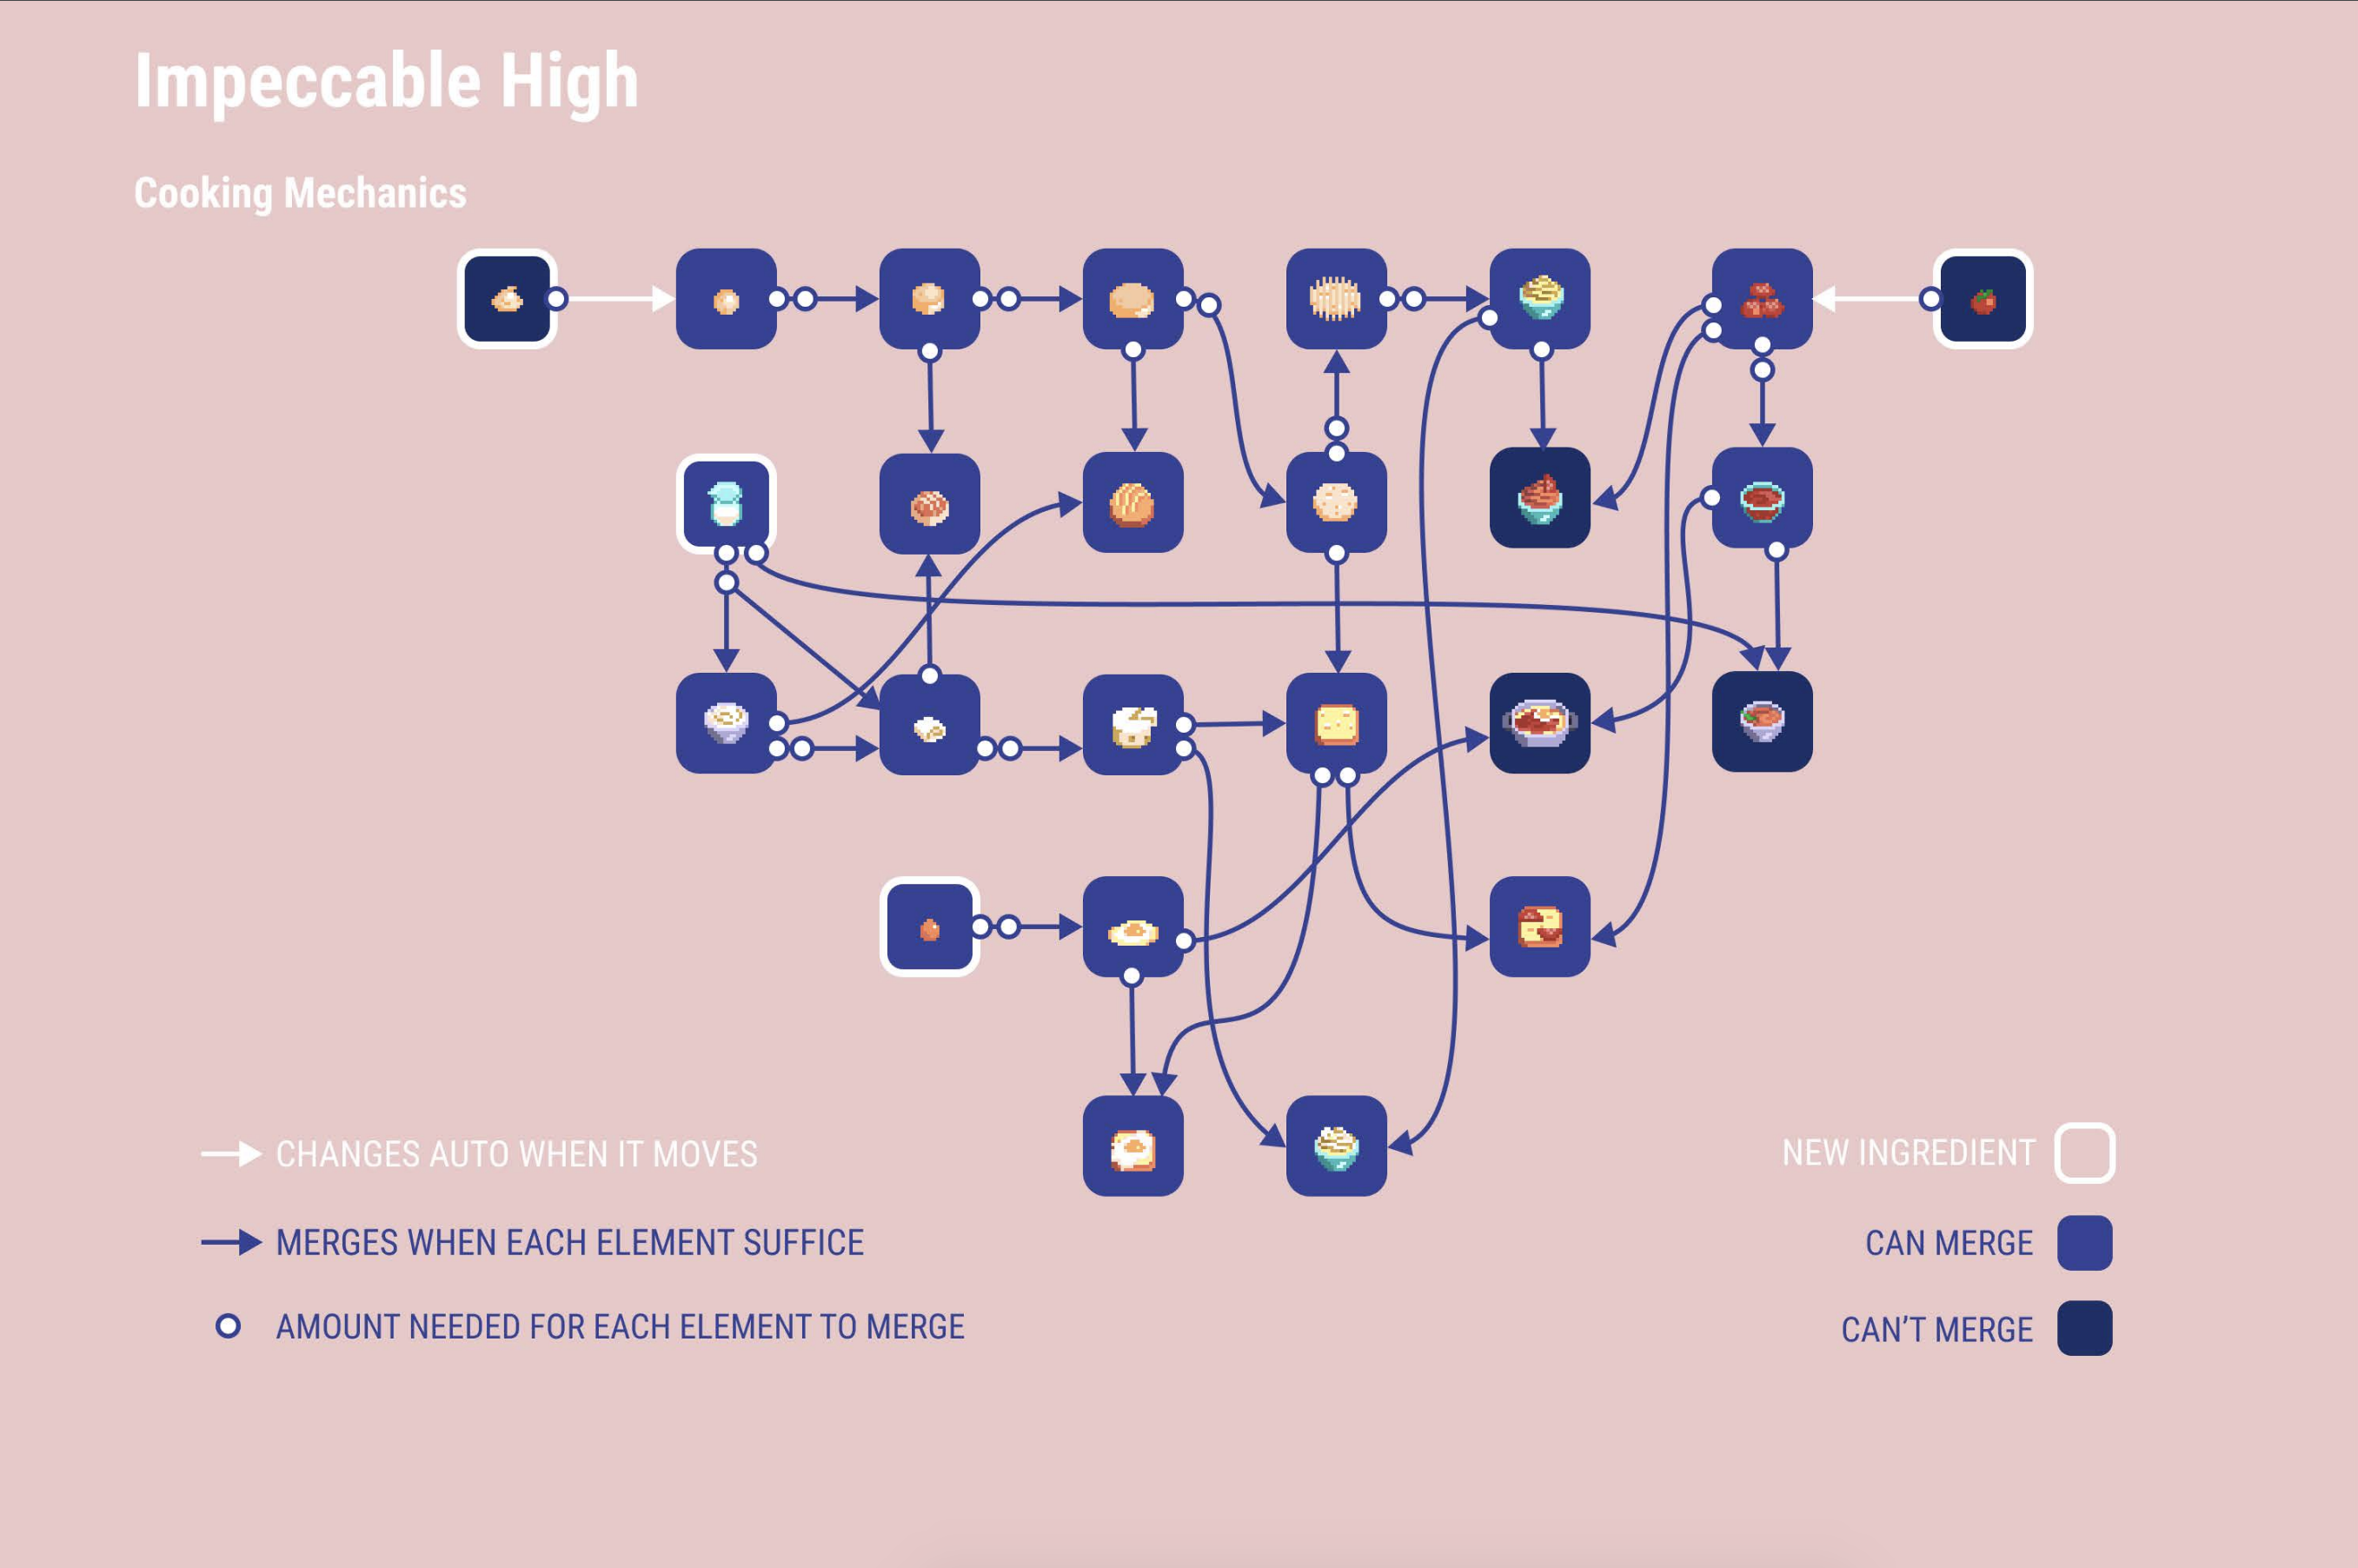 Impeccable High
Cooking Mechanics
CHANGES AUTO WHEN IT MOVES
MERGES WHEN EACH ELEMENT SUFFICE
AMOUNT NEEDED FOR EACH ELEMENT TO MERGE
NEW INGREDIENT
CAN MERGE
CAN'T MERGE